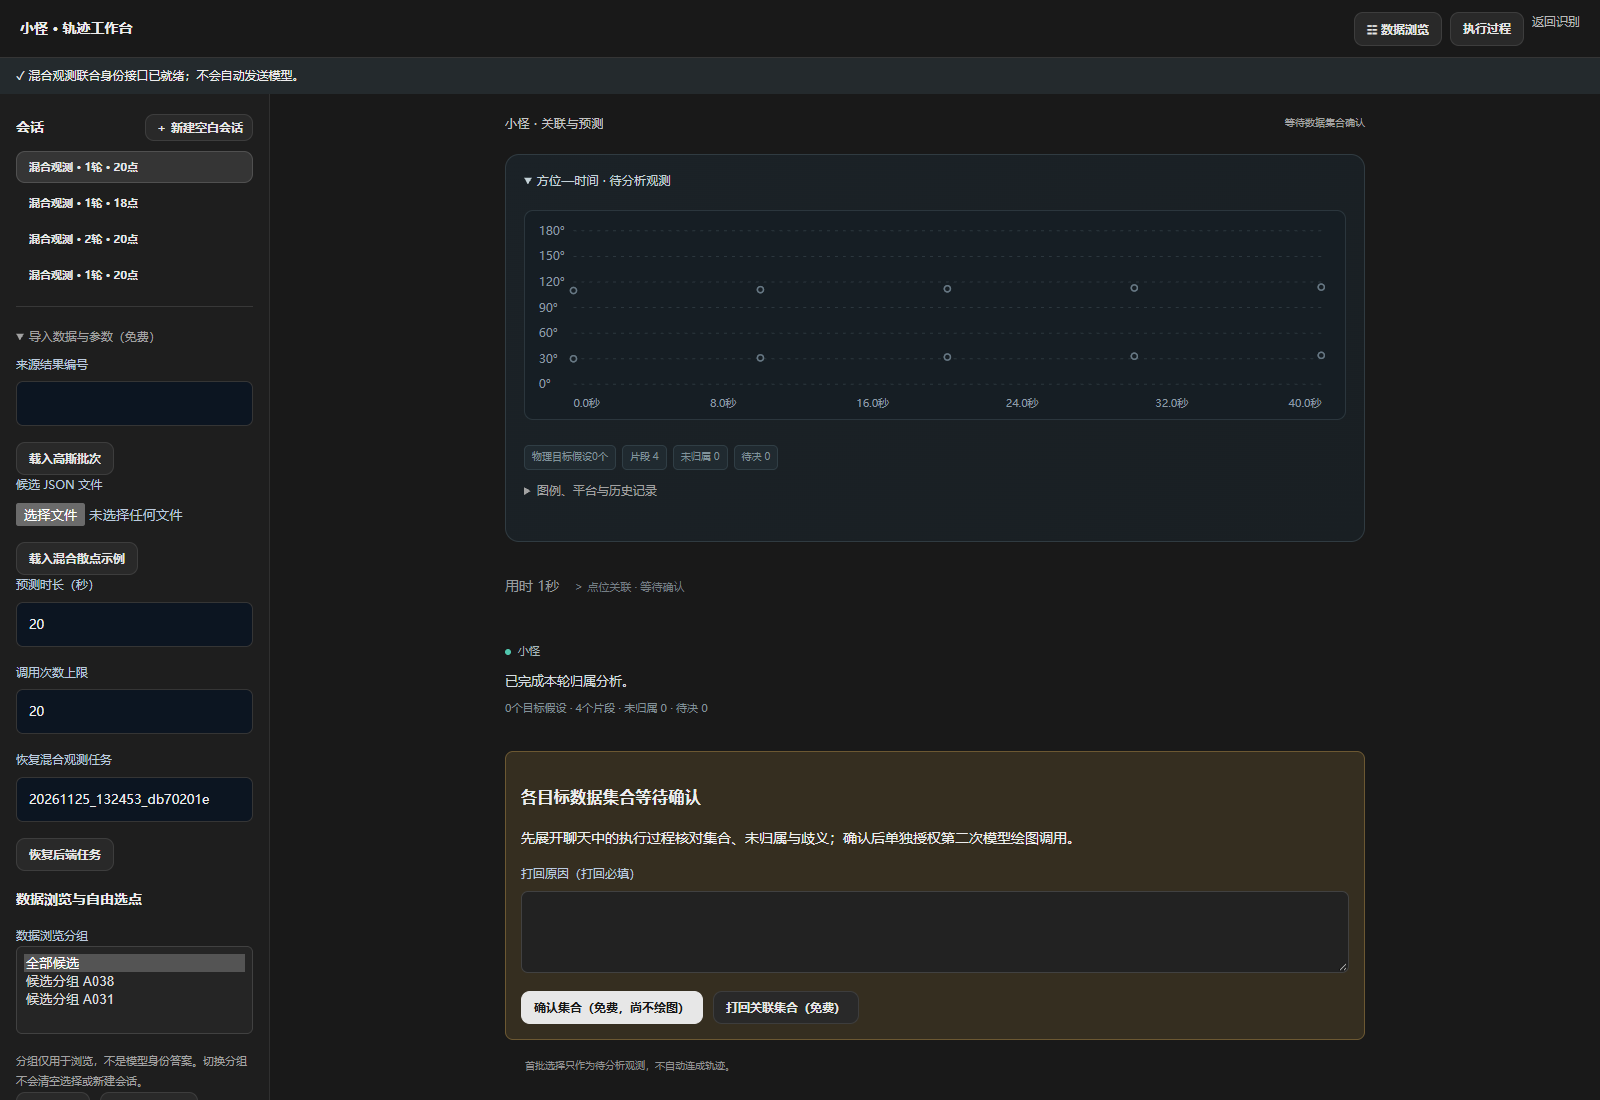 小怪 • 轨迹工作台
☷ 数据浏览
执行过程
返回识别
✓ 混合观测联合身份接口已就绪；不会自动发送模型。
会话
＋ 新建空白会话
混合观测 • 1轮 • 20点
混合观测 • 1轮 • 18点
混合观测 • 2轮 • 20点
混合观测 • 1轮 • 20点
▼ 导入数据与参数（免费）
来源结果编号
载入高斯批次
候选 JSON 文件
选择文件 未选择任何文件
载入混合散点示例
预测时长（秒）
20
调用次数上限
20
恢复混合观测任务
20261125_132453_db70201e
恢复后端任务
数据浏览与自由选点
数据浏览分组
全部候选
候选分组 A038
候选分组 A031
分组仅用于浏览，不是模型身份答案。切换分组
不会清空选择或新建会话。
小怪 · 关联与预测
等待数据集合确认
▼ 方位—时间 · 待分析观测
180°
150°
120°
90°
60°
30°
0°
0.0秒
8.0秒
16.0秒
24.0秒
32.0秒
40.0秒
物理目标假设0个
片段 4
未归属 0
待决 0
▶ 图例、平台与历史记录
用时 1秒
> 点位关联 · 等待确认
小怪
已完成本轮归属分析。
0个目标假设 · 4个片段 · 未归属 0 · 待决 0
各目标数据集合等待确认
先展开聊天中的执行过程核对集合、未归属与歧义；确认后单独授权第二次模型绘图调用。
打回原因（打回必填）
确认集合（免费，尚不绘图）
打回关联集合（免费）
首批选择只作为待分析观测，不自动连成轨迹。